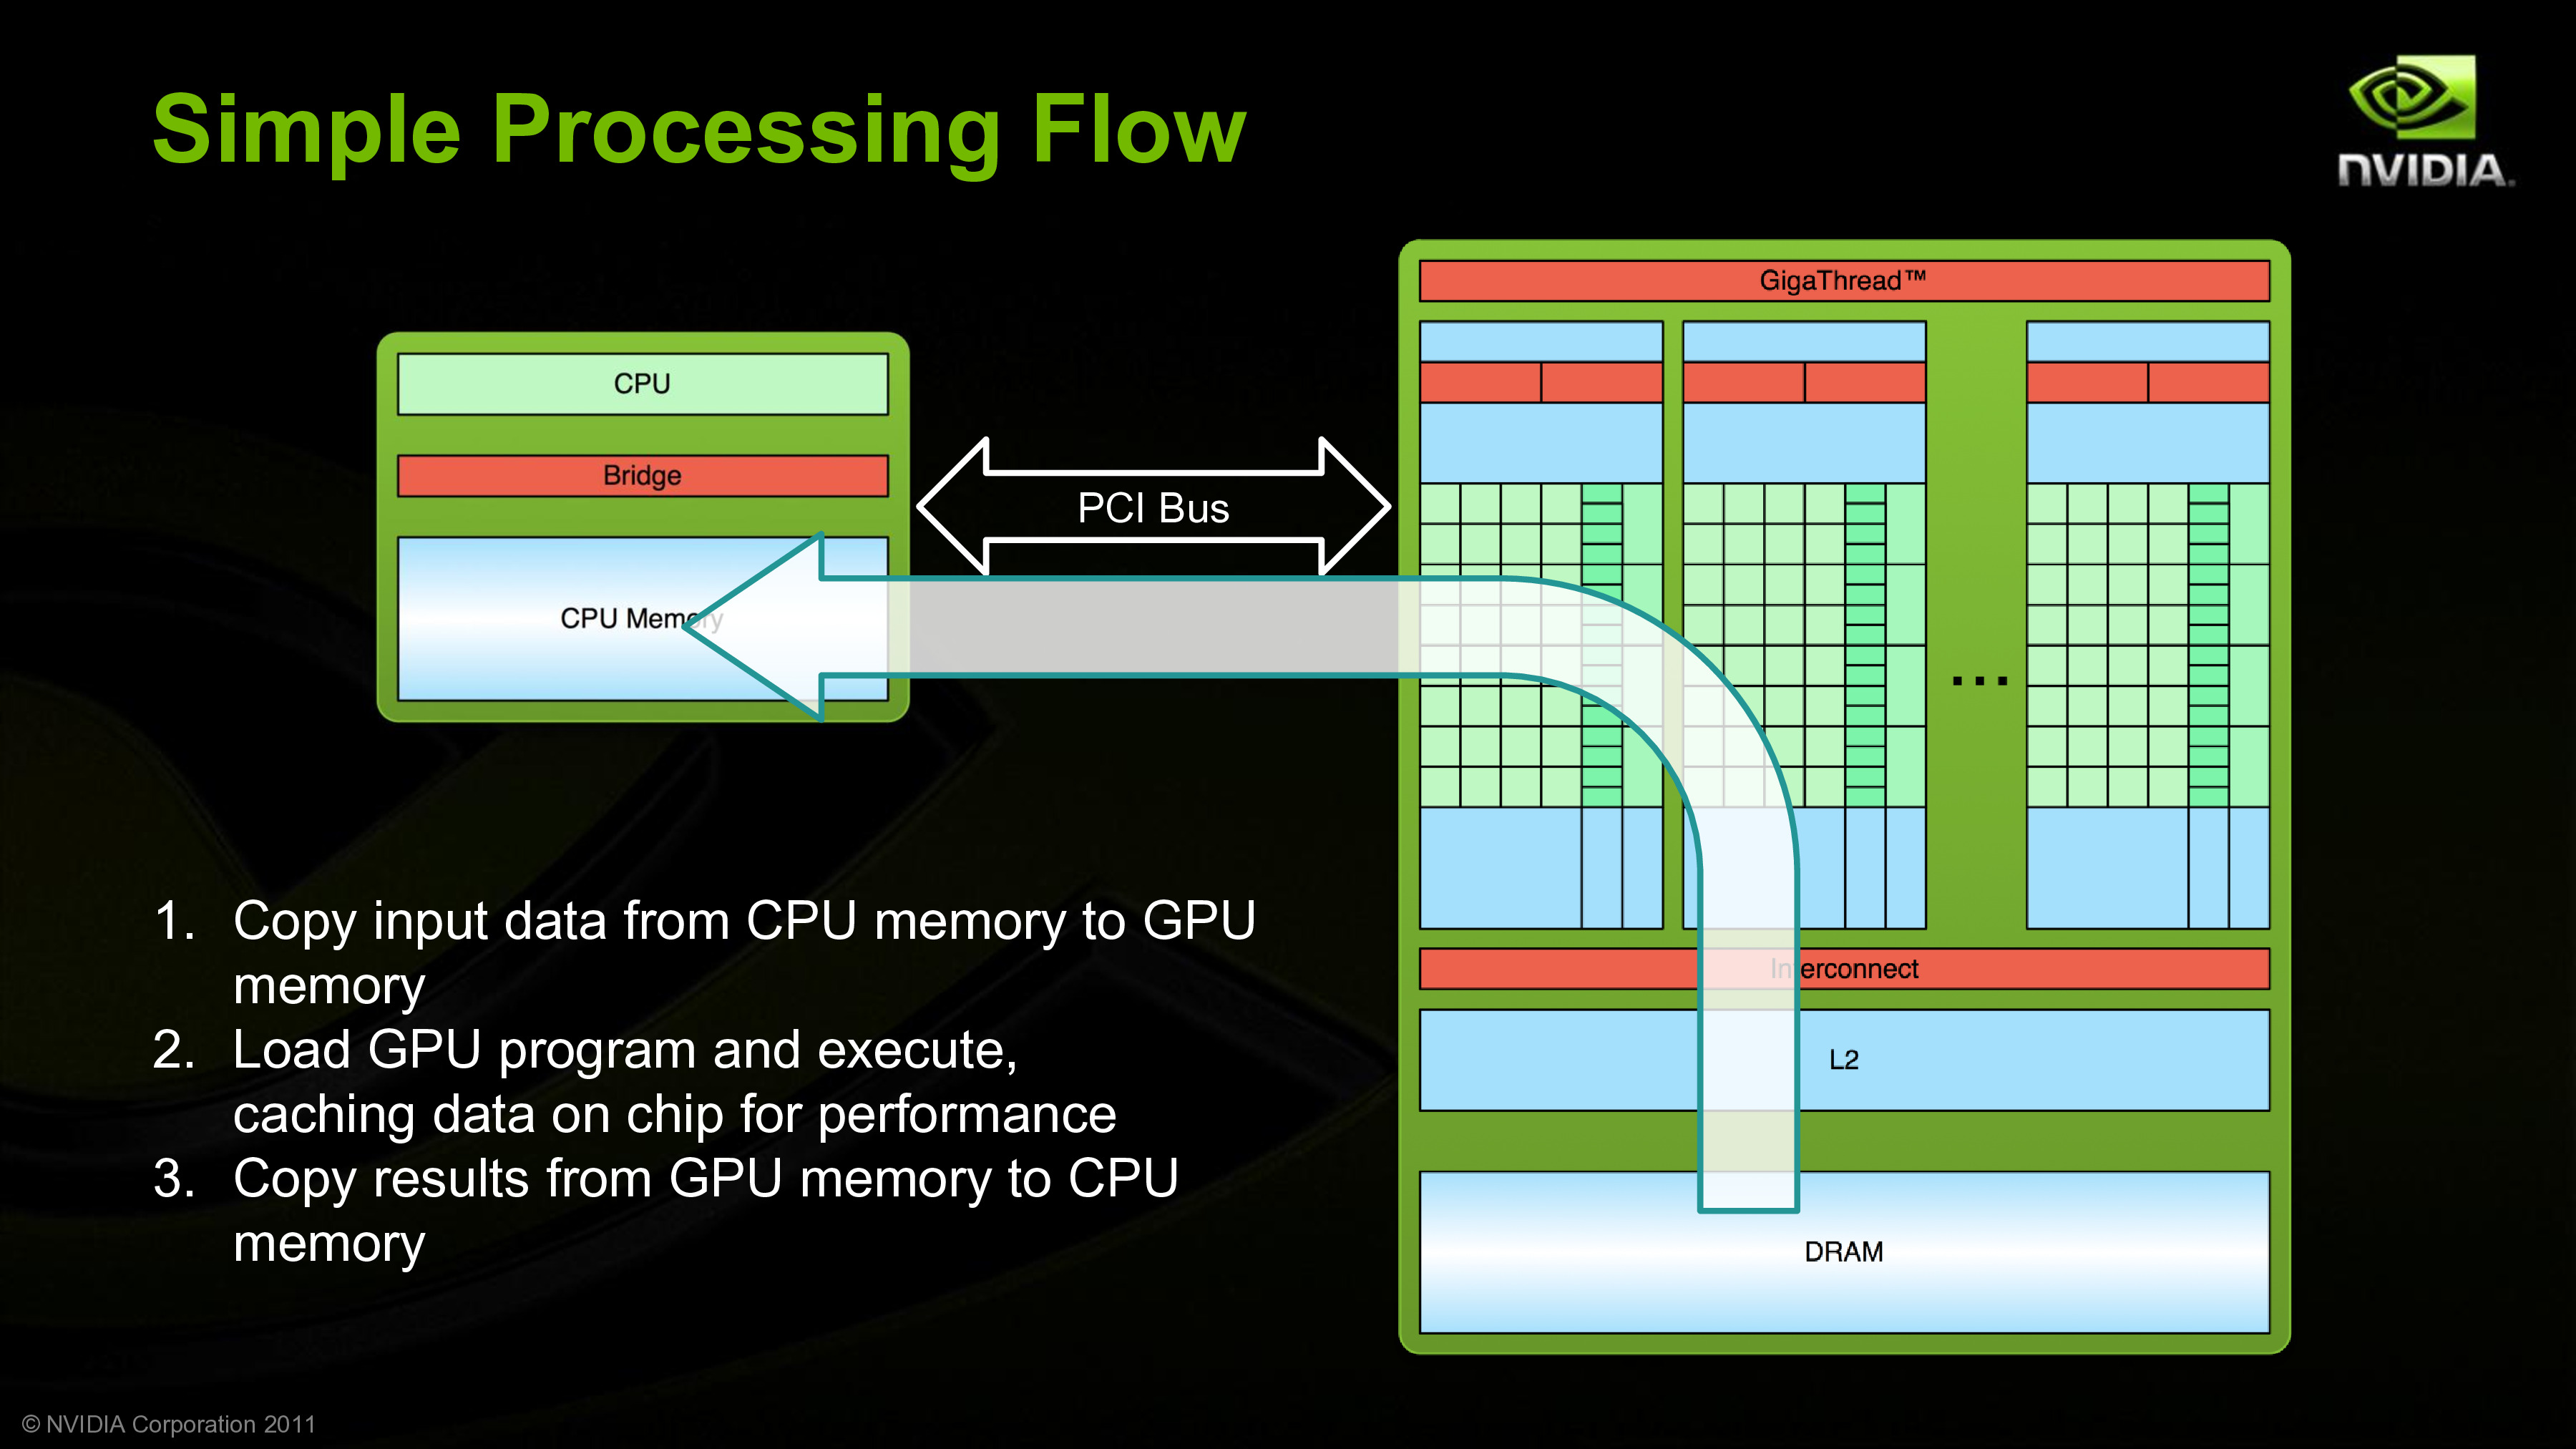 Simple Processing Flow
NVIDIA.
GigaThread™
CPU
Bridge
PCI Bus
CPU Memory
...
1. Copy input data from CPU memory to GPU
memory
2. Load GPU program and execute,
caching data on chip for performance
3. Copy results from GPU memory to CPU
memory
Interconnect
L2
DRAM
© NVIDIA Corporation 2011